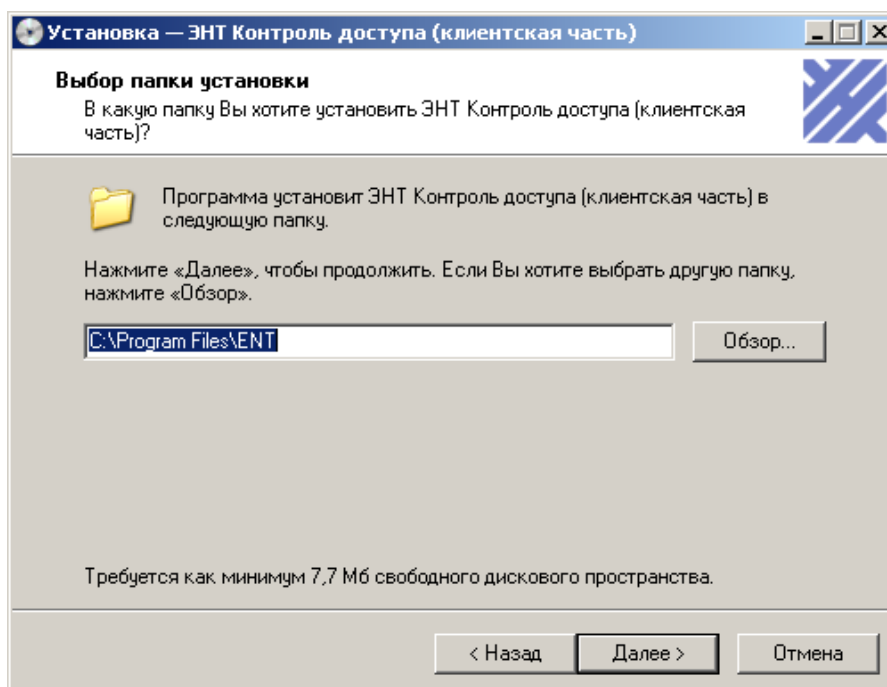 Установка — ЭНТ Контроль доступа (клиентская часть)
Выбор папки установки
В какую папку Вы хотите установить ЭНТ Контроль доступа (клиентская
часть)?
Программа установит ЭНТ Контроль доступа (клиентская часть) в
следующую папку.
Нажмите «Далее», чтобы продолжить. Если Вы хотите выбрать другую папку,
нажмите «Обзор».
C:\Program Files\ENT
Обзор...
Требуется как минимум 7,7 Мб свободного дискового пространства.
< Назад
Далее >
Отмена